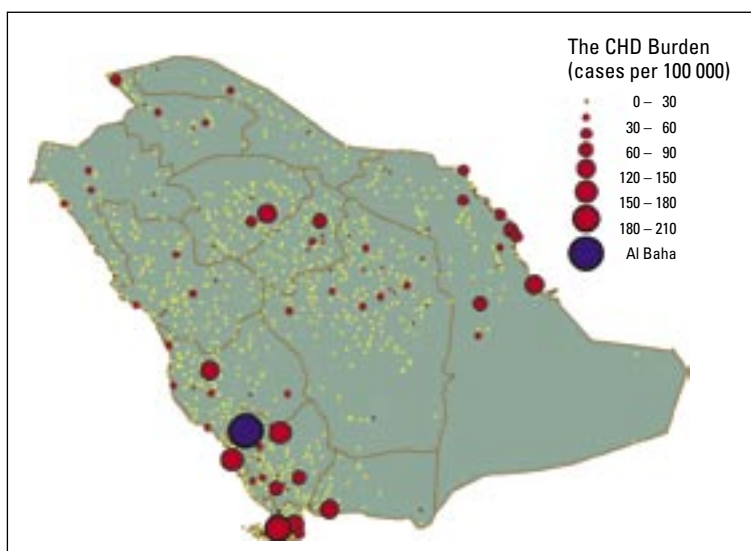 The CHD Burden
(cases per 100 000)
0 – 30
30 – 60
60 – 90
120 – 150
150 – 180
180 – 210
Al Baha